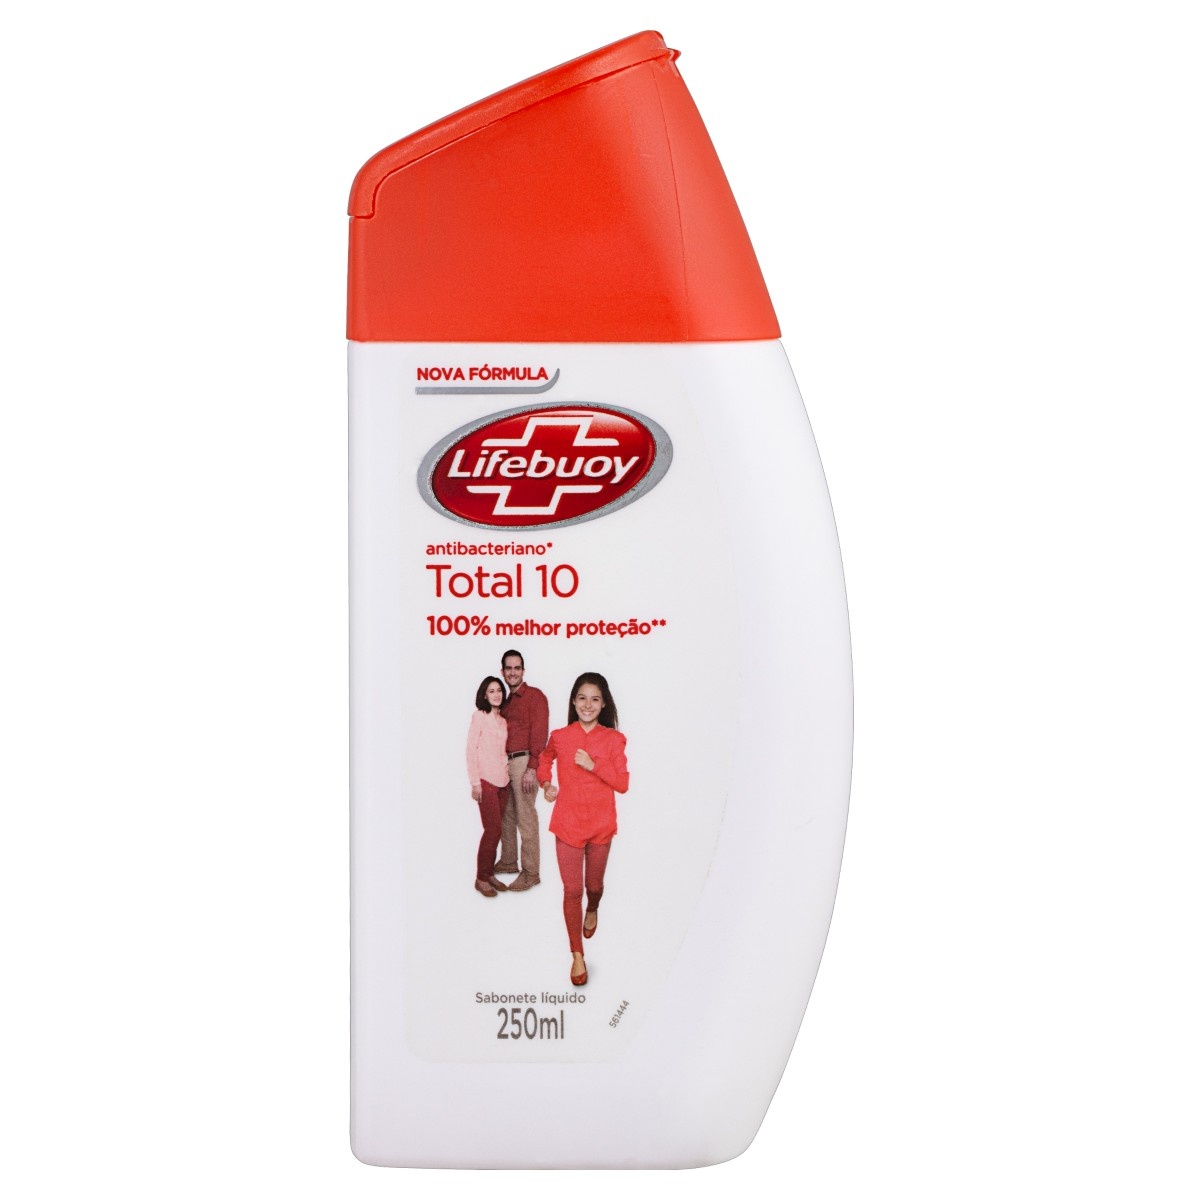 NOVA FÓRMULA
Lifebuoy
antibacteriano*
Total 10
100% melhor proteção**
Sabonete líquido
250ml
561444